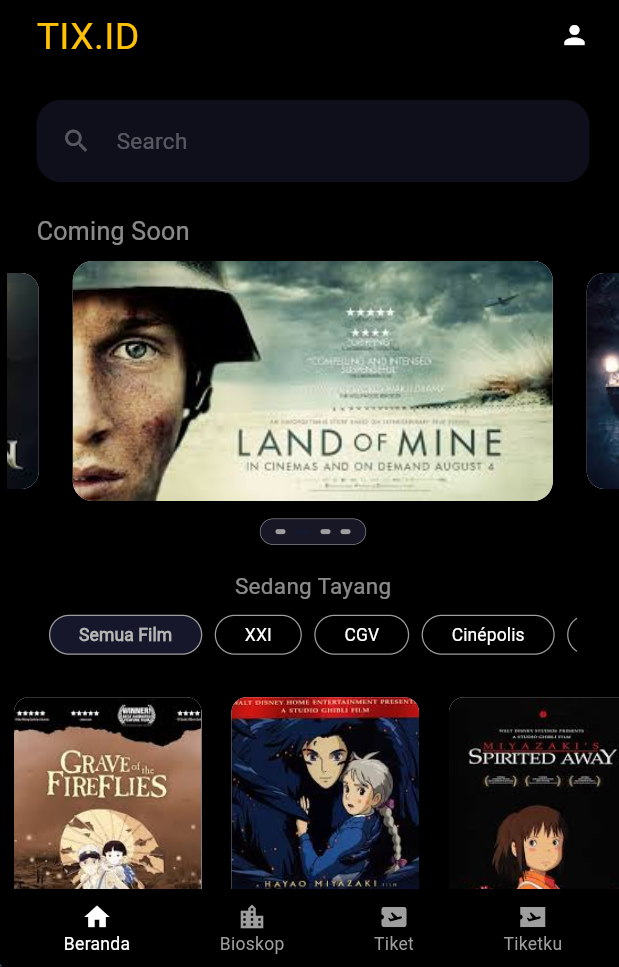 TIX.ID
Search
Coming Soon
"COMPELLING AND INTENSELY
SUSPENSEFUL"
LAND OF MINE
IN CINEMAS AND ON DEMAND AUGUST 4
Sedang Tayang
Semua Film
XXI
CGV
Cinépolis
WINNER!
GRAVE of the
FIREFLIES
WALT DISNEY HOME ENTERTAINMENT PRESENT
A STUDIO GHIBLI FILM
A HAYAO MIYAZAKI FILM
WALT DISNEY STUDIOS PRESENTS
A STUDIO GHIBLI FILM
MIYAZAKI'S
SPIRITED AWAY
Beranda
Bioskop
Tiket
Tiketku